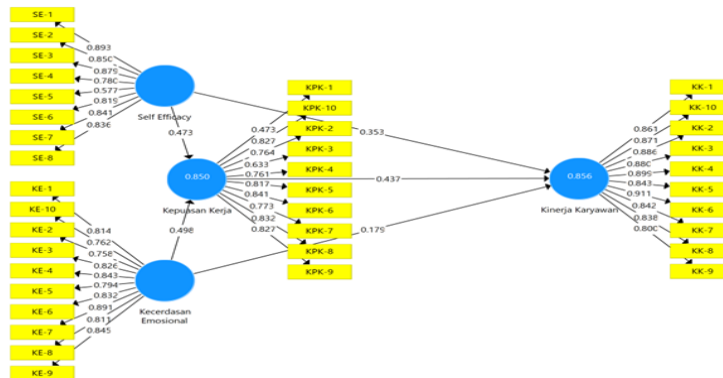 SE-1
SE-2
SE-3
SE-4
SE-5
SE-6
SE-7
SE-8
0.893
0.850
0.879
0.780
0.577
0.819
0.841
0.836
Self Efficacy
0.473
KE-1
KE-10
KE-2
KE-3
KE-4
KE-5
KE-6
KE-7
KE-8
KE-9
0.814
0.762
0.758
0.826
0.843
0.794
0.832
0.891
0.811
0.845
Kecerdasan
Emosional
0.498
0.850
Kepuasan Kerja
KPK-1
KPK-10
KPK-2
KPK-3
KPK-4
KPK-5
KPK-6
KPK-7
KPK-8
KPK-9
0.473
0.827
0.764
0.633
0.761
0.817
0.841
0.773
0.832
0.827
0.353
0.437
0.179
0.856
Kinerja Karyawan
KK-1
KK-10
KK-2
KK-3
KK-4
KK-5
KK-6
KK-7
KK-8
KK-9
0.861
0.871
0.886
0.880
0.899
0.843
0.911
0.842
0.838
0.800